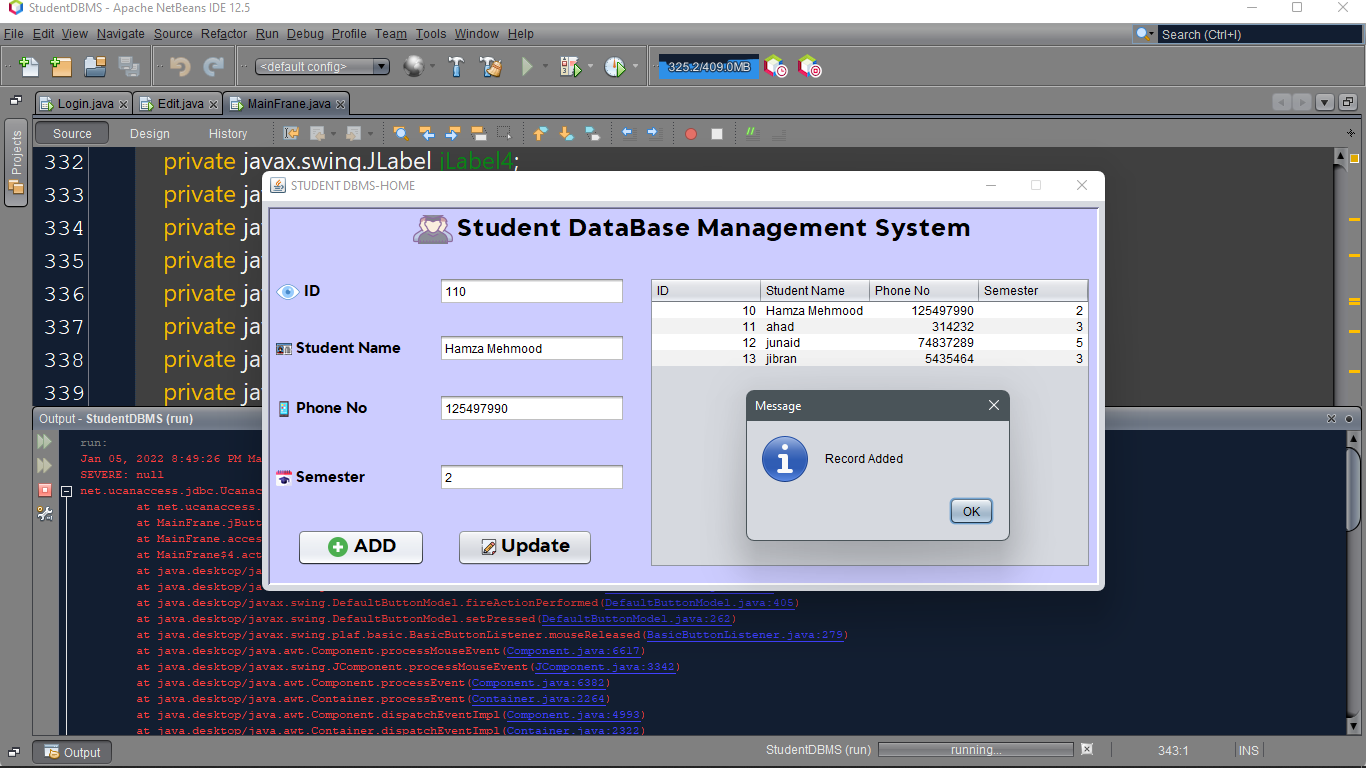 StudentDBMS - Apache NetBeans IDE 12.5
File Edit View Navigate Source Refactor Run Debug Profile Team Tools Window Help
Search (Ctrl+I)
<default config>
325.2/409.0MB
Login.java
Edit.java
MainFrane.java
Projects
Source Design History
332 private javax.swing.JLabel jLabel4;
333 private ja
334 private ja
335 private ja
336 private ja
337 private ja
338 private ja
339 private ja
STUDENT DBMS-HOME
Student DataBase Management System
ID 110
Student Name Hamza Mehmood
Phone No 125497990
Semester 2
ADD Update
ID Student Name Phone No Semester
10 Hamza Mehmood 125497990 2
11 ahad 314232 3
12 junaid 74837289 5
13 jibran 5435464 3
Message
Record Added
OK
Output - StudentDBMS (run)
run:
Jan 05, 2022 8:49:26 PM Ma
SEVERE: null
net.ucanaccess.jdbc.Ucanac
at net.ucanaccess.
at MainFrane.jButt
at MainFrane.acces
at MainFrane$4.act
at java.desktop/ja
at java.desktop/ja
at java.desktop/javax.swing.DefaultButtonModel.fireActionPerformed(DefaultButtonModel.java:405)
at java.desktop/javax.swing.DefaultButtonModel.setPressed(DefaultButtonModel.java:262)
at java.desktop/javax.swing.plaf.basic.BasicButtonListener.mouseReleased(BasicButtonListener.java:279)
at java.desktop/java.awt.Component.processMouseEvent(Component.java:6617)
at java.desktop/javax.swing.JComponent.processMouseEvent(JComponent.java:3342)
at java.desktop/java.awt.Component.processEvent(Component.java:6382)
at java.desktop/java.awt.Container.processEvent(Container.java:2264)
at java.desktop/java.awt.Component.dispatchEventImpl(Component.java:4993)
at java.desktop/java.awt.Container.dispatchEventImpl(Container.java:2322)
Output
StudentDBMS (run)
running...
343:1
INS